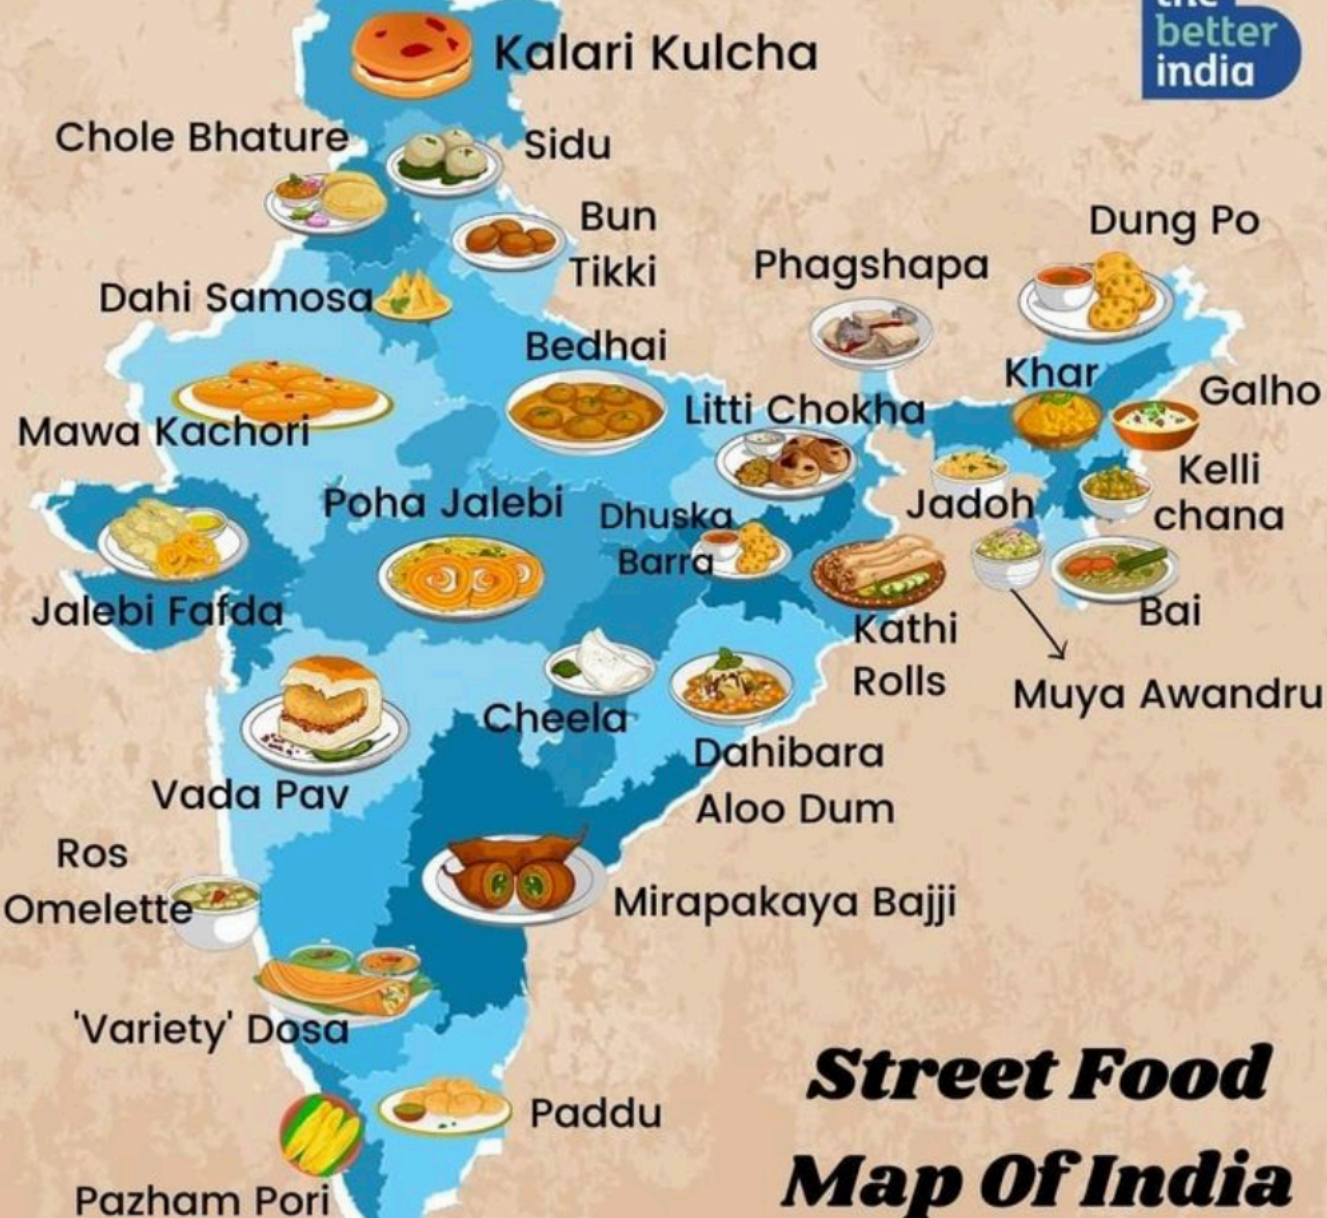 the
better
india
Kalari Kulcha
Chole Bhature
Sidu
Bun
Tikki
Dung Po
Phagshapa
Dahi Samosa
Bedhai
Khar
Galho
Litti Chokha
Mawa Kachori
Kelli
chana
Poha Jalebi
Dhuska
Barra
Jadoh
Jalebi Fafda
Bai
Kathi
Rolls
Muya Awandru
Cheela
Dahibara
Aloo Dum
Vada Pav
Ros
Omelette
Mirapakaya Bajji
'Variety' Dosa
Paddu
Pazham Pori
Street Food
Map Of India